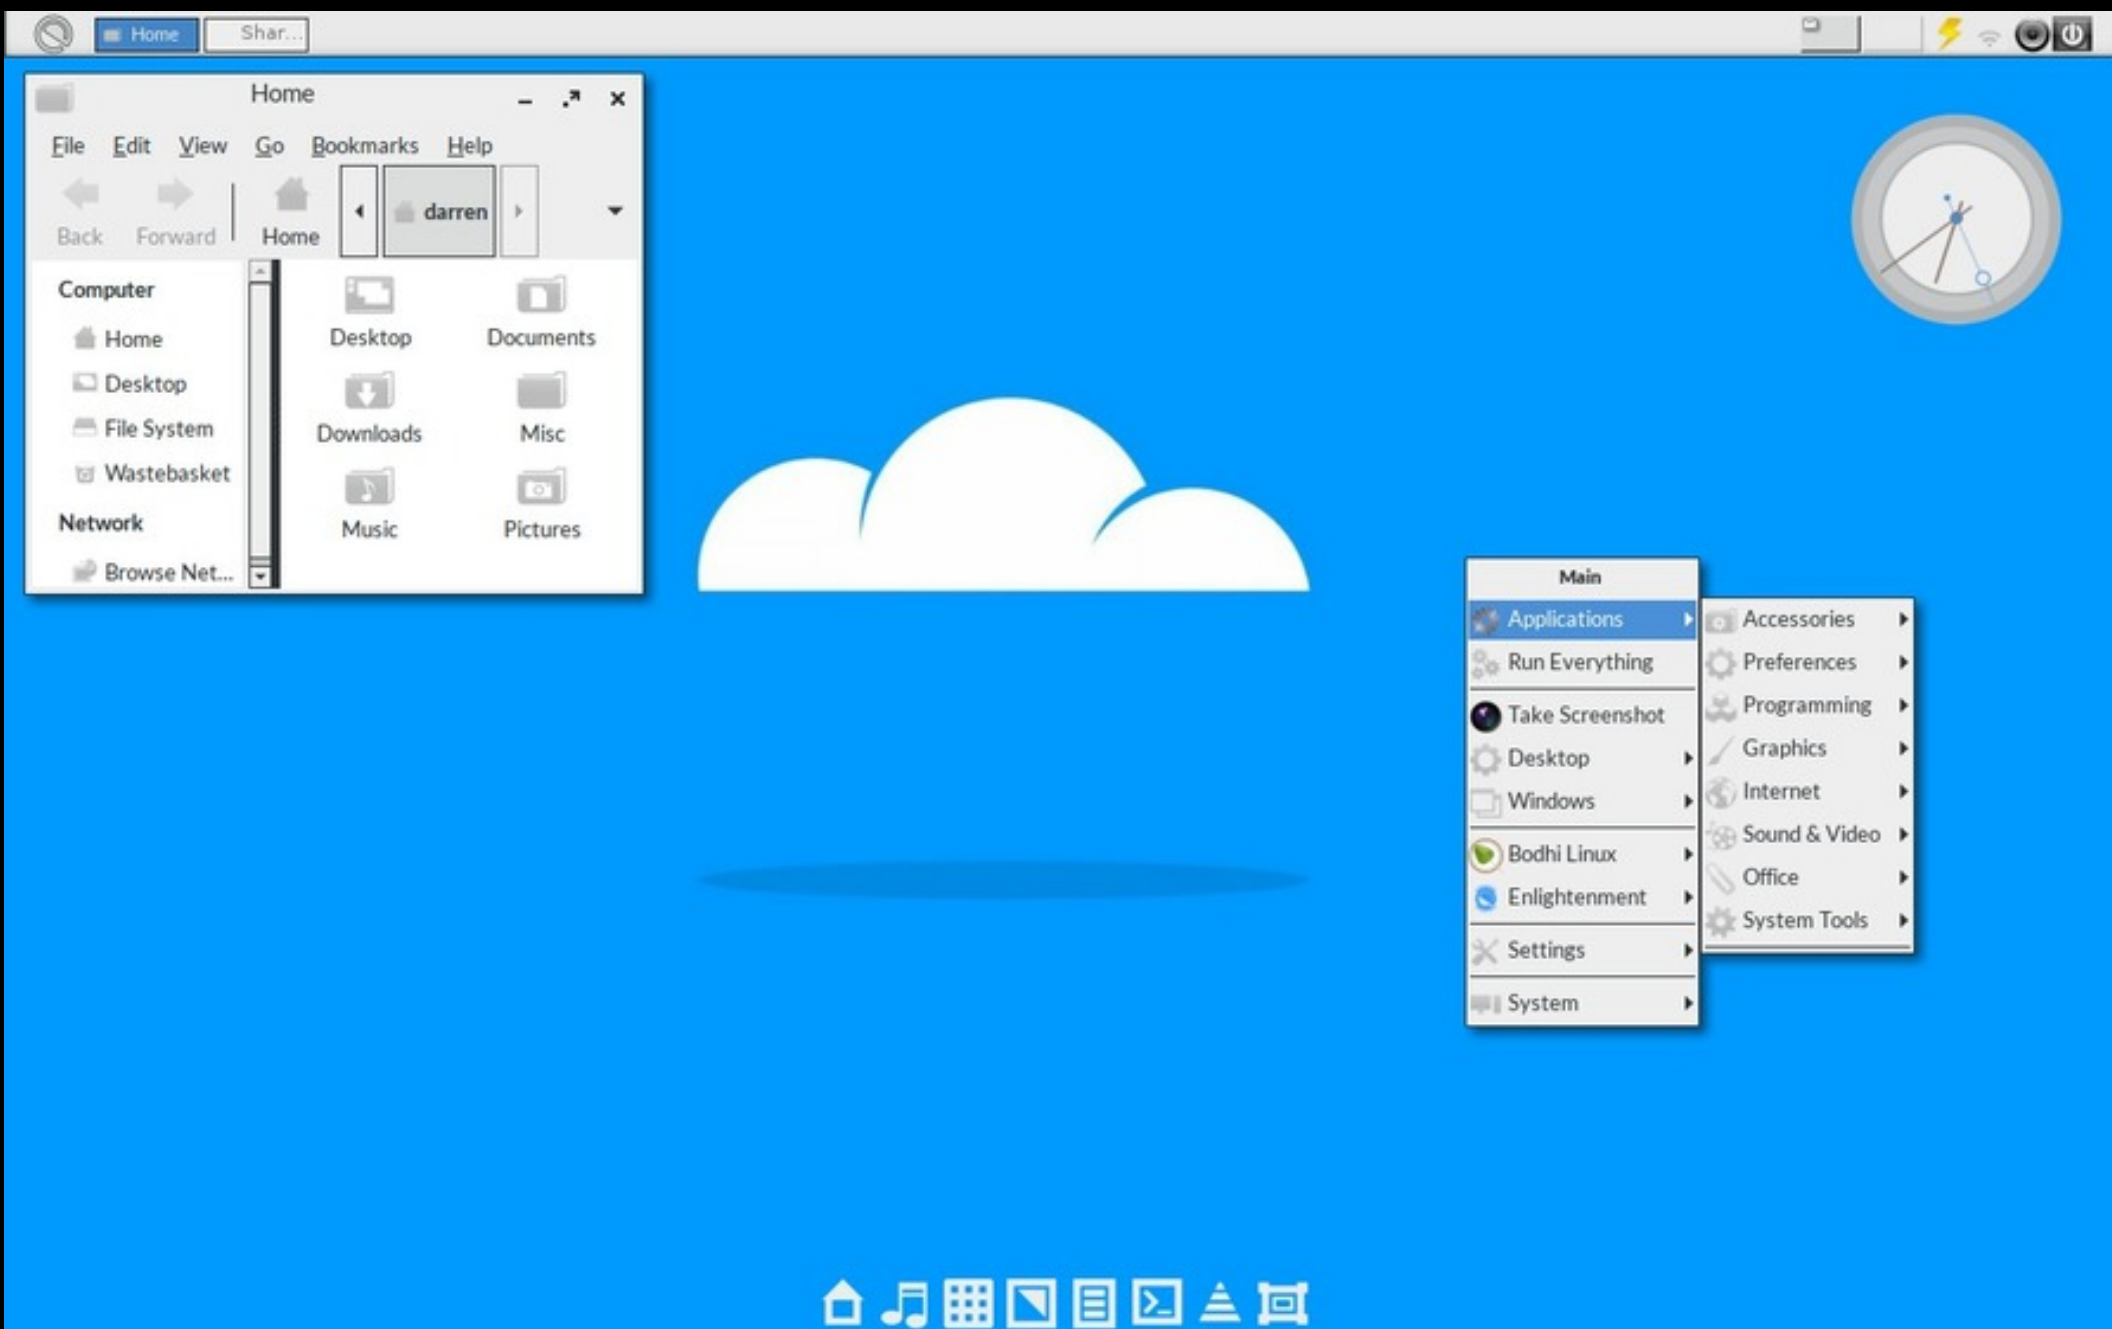 Home
Shar...
Home
File Edit View Go Bookmarks Help
Back Forward Home darren
Computer
Home
Desktop
File System
Wastebasket
Network
Browse Net...
Desktop Documents
Downloads Misc
Music Pictures
Main
Applications
Run Everything
Take Screenshot
Desktop
Windows
Bodhi Linux
Enlightenment
Settings
System
Accessories
Preferences
Programming
Graphics
Internet
Sound & Video
Office
System Tools